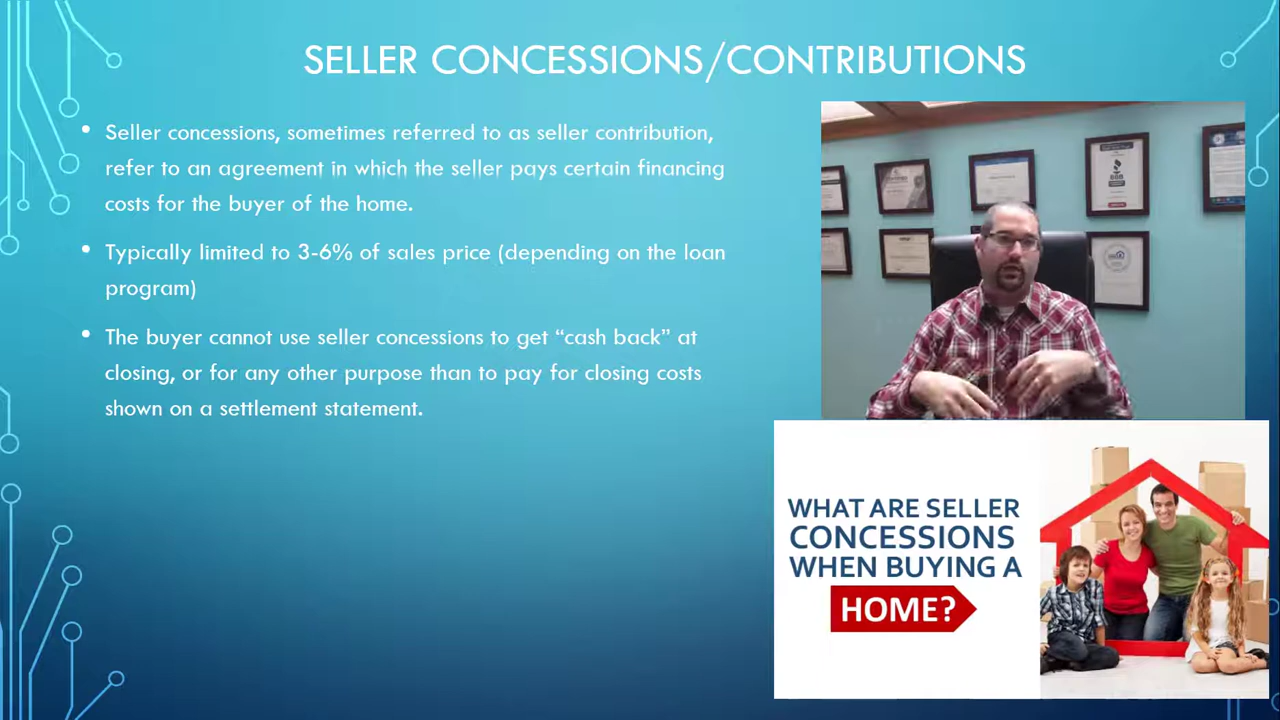 SELLER CONCESSIONS/CONTRIBUTIONS
• Seller concessions, sometimes referred to as seller contribution,
refer to an agreement in which the seller pays certain financing
costs for the buyer of the home.
• Typically limited to 3-6% of sales price (depending on the loan
program)
• The buyer cannot use seller concessions to get “cash back” at
closing, or for any other purpose than to pay for closing costs
shown on a settlement statement.
WHAT ARE SELLER
CONCESSIONS
WHEN BUYING A
HOME?